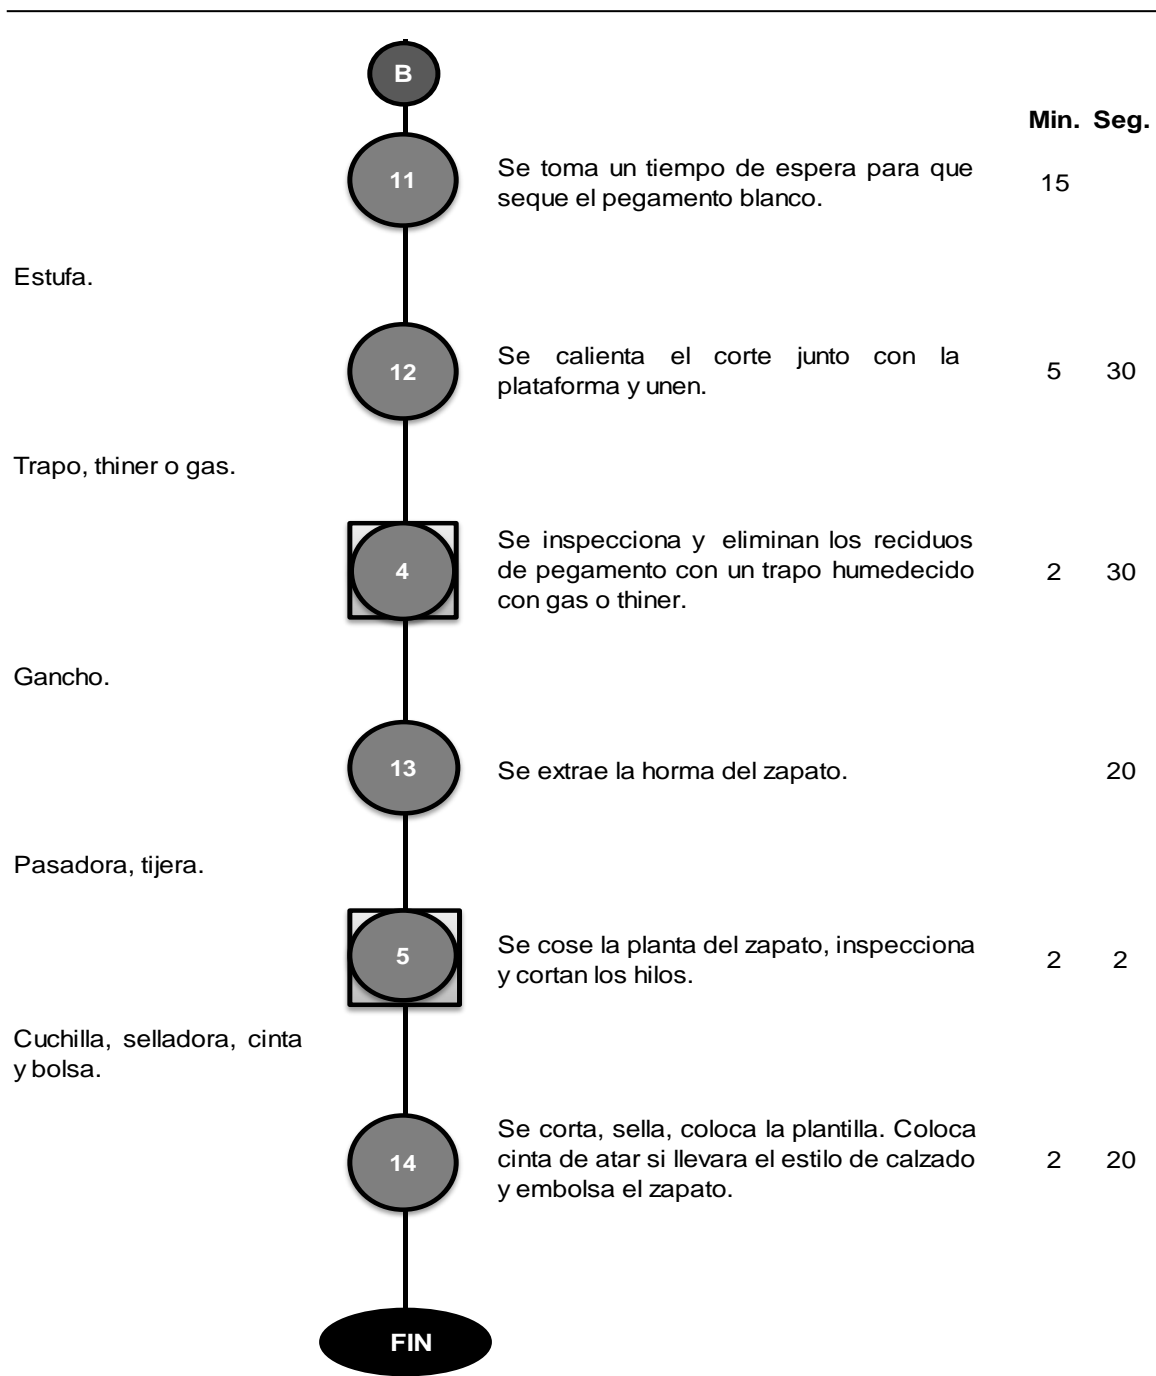 B
Min. Seg.
11
Se toma un tiempo de espera para que
seque el pegamento blanco.
15
Estufa.
12
Se calienta el corte junto con la
plataforma y unen.
5 30
Trapo, thiner o gas.
4
Se inspecciona y eliminan los reciduos
de pegamento con un trapo humedecido
con gas o thiner.
2 30
Gancho.
13
Se extrae la horma del zapato.
20
Pasadora, tijera.
5
Se cose la planta del zapato, inspecciona
y cortan los hilos.
2 2
Cuchilla, selladora, cinta
y bolsa.
14
Se corta, sella, coloca la plantilla. Coloca
cinta de atar si llevara el estilo de calzado
y embolsa el zapato.
2 20
FIN